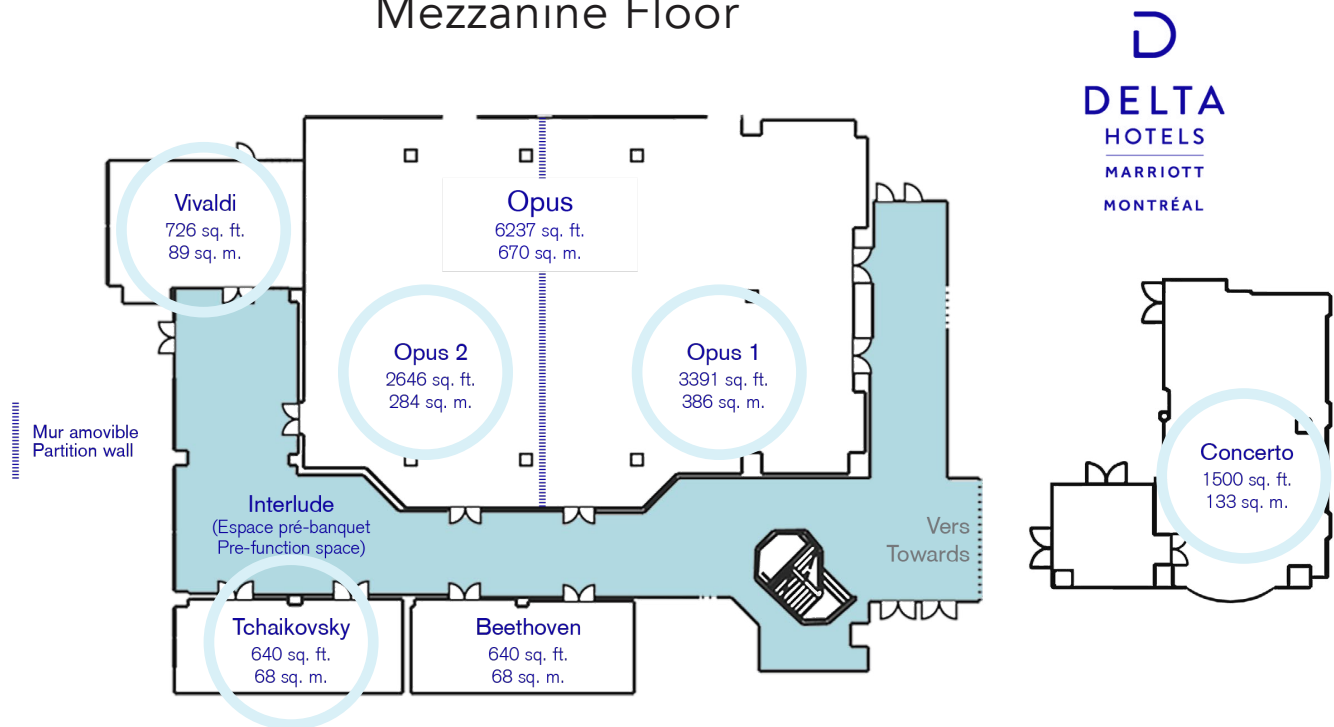 Mezzanine Floor
DELTA
HOTELS
MARRIOTT
MONTRÉAL
Vivaldi
726 sq. ft.
89 sq. m.
Opus
6237 sq. ft.
670 sq. m.
Opus 2
2646 sq. ft.
284 sq. m.
Opus 1
3391 sq. ft.
386 sq. m.
Mur amovible
Partition wall
Concerto
1500 sq. ft.
133 sq. m.
Interlude
(Espace pré-banquet
Pre-function space)
Vers
Towards
Tchaikovsky
640 sq. ft.
68 sq. m.
Beethoven
640 sq. ft.
68 sq. m.